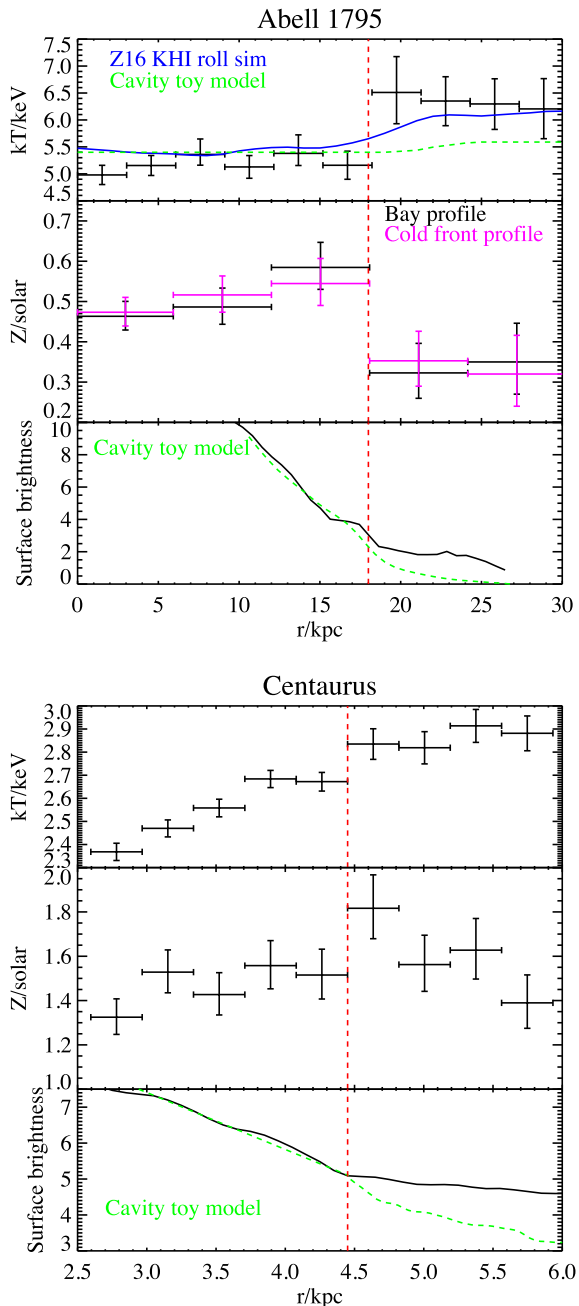 Abell 1795
7.5
7.0
6.5
6.0
5.5
5.0
4.5
kT/keV
Z16 KHI roll sim
Cavity toy model
0.7
0.6
0.5
0.4
0.3
0.2
Z/solar
Bay profile
Cold front profile
10
8
6
4
2
0
Surface brightness
Cavity toy model
0 5 10 15 20 25 30
r/kpc
Centaurus
3.0
2.9
2.8
2.7
2.6
2.5
2.4
2.3
kT/keV
2.0
1.8
1.6
1.4
1.2
1.0
Z/solar
7
6
5
4
3
Surface brightness
Cavity toy model
2.5 3.0 3.5 4.0 4.5 5.0 5.5 6.0
r/kpc